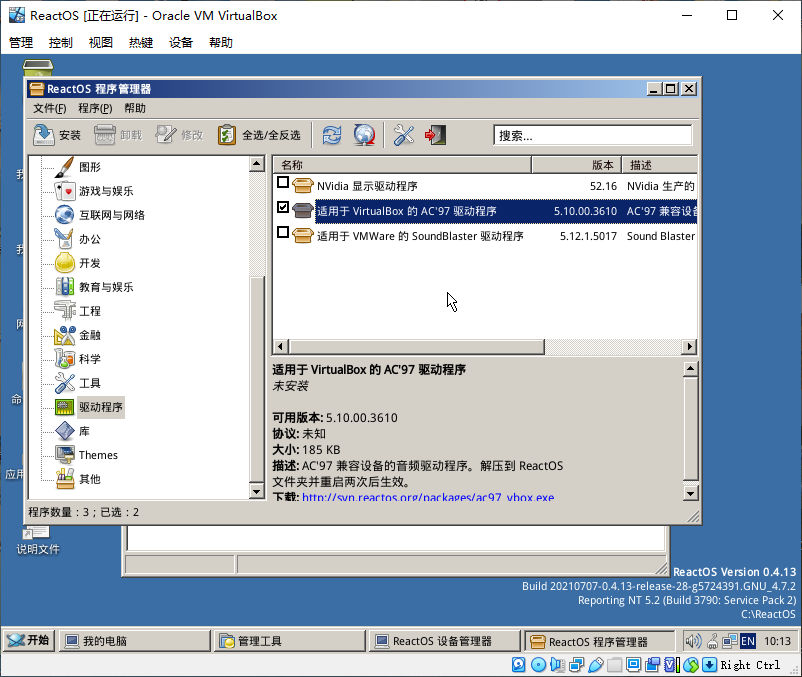 ReactOS [正在运行] - Oracle VM VirtualBox
管理 控制 视图 热键 设备 帮助
ReactOS 程序管理器
文件(F) 程序(P) 帮助
安装 卸载 修改 全选/全反选 搜索...
图形
游戏与娱乐
互联网与网络
办公
开发
教育与娱乐
工程
金融
科学
工具
驱动程序
库
Themes
其他
名称 版本 描述
NVidia 显示驱动程序 52.16 NVidia 生产的
适用于 VirtualBox 的 AC'97 驱动程序 5.10.00.3610 AC'97 兼容设备
适用于 VMWare 的 SoundBlaster 驱动程序 5.12.1.5017 Sound Blaster
适用于 VirtualBox 的 AC'97 驱动程序
未安装
可用版本: 5.10.00.3610
协议: 未知
大小: 185 KB
描述: AC'97 兼容设备的音频驱动程序。解压到 ReactOS
文件夹并重启两次后生效。
下载: http://svn.reactos.org/packages/ac97_vbox.exe
程序数量：3；已选：2
我
我
网
命
应用
说明文件
ReactOS Version 0.4.13
Build 20210707-0.4.13-release-28-g5724391.GNU_4.7.2
Reporting NT 5.2 (Build 3790: Service Pack 2)
C:\ReactOS
开始 我的电脑 管理工具 ReactOS 设备管理器 ReactOS 程序管理器 EN 10:13
Right Ctrl